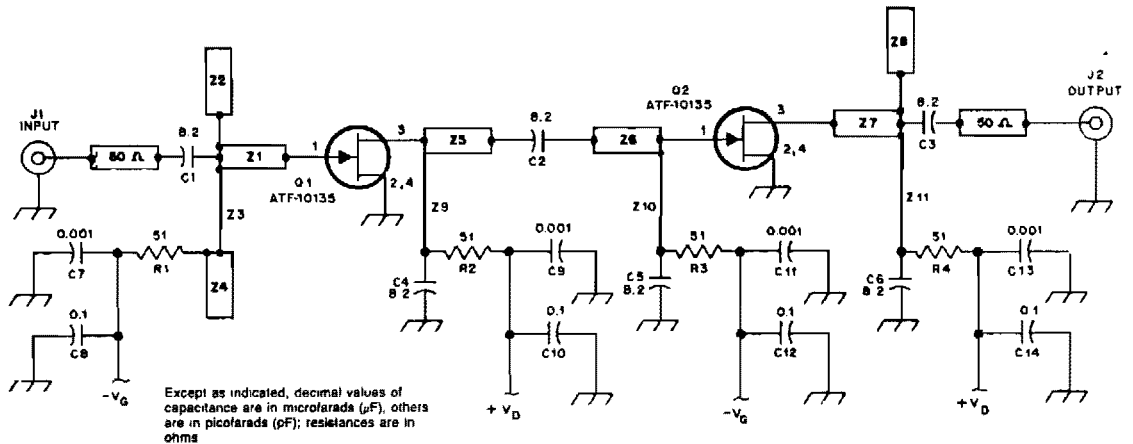 Z2
Z8
J1
INPUT
Q2
ATF-10135
J2
OUTPUT
8.2
3
8.2
3
8.2
50 Ω
C1
Z1
1
Z5
C2
Z6
1
Z7
C3
50 Ω
Q1
ATF-10135
2,4
2,4
Z3
Z9
Z10
Z11
0.001
C7
51
R1
Z4
51
R2
0.001
C9
51
R3
0.001
C11
51
R4
0.001
C13
C4
8.2
C5
8.2
C6
8.2
0.1
C8
0.1
C10
0.1
C12
0.1
C14
-VG
+VD
-VG
+VD
Except as indicated, decimal values of
capacitance are in microfarads (µF), others
are in picofarads (pF); resistances are in
ohms